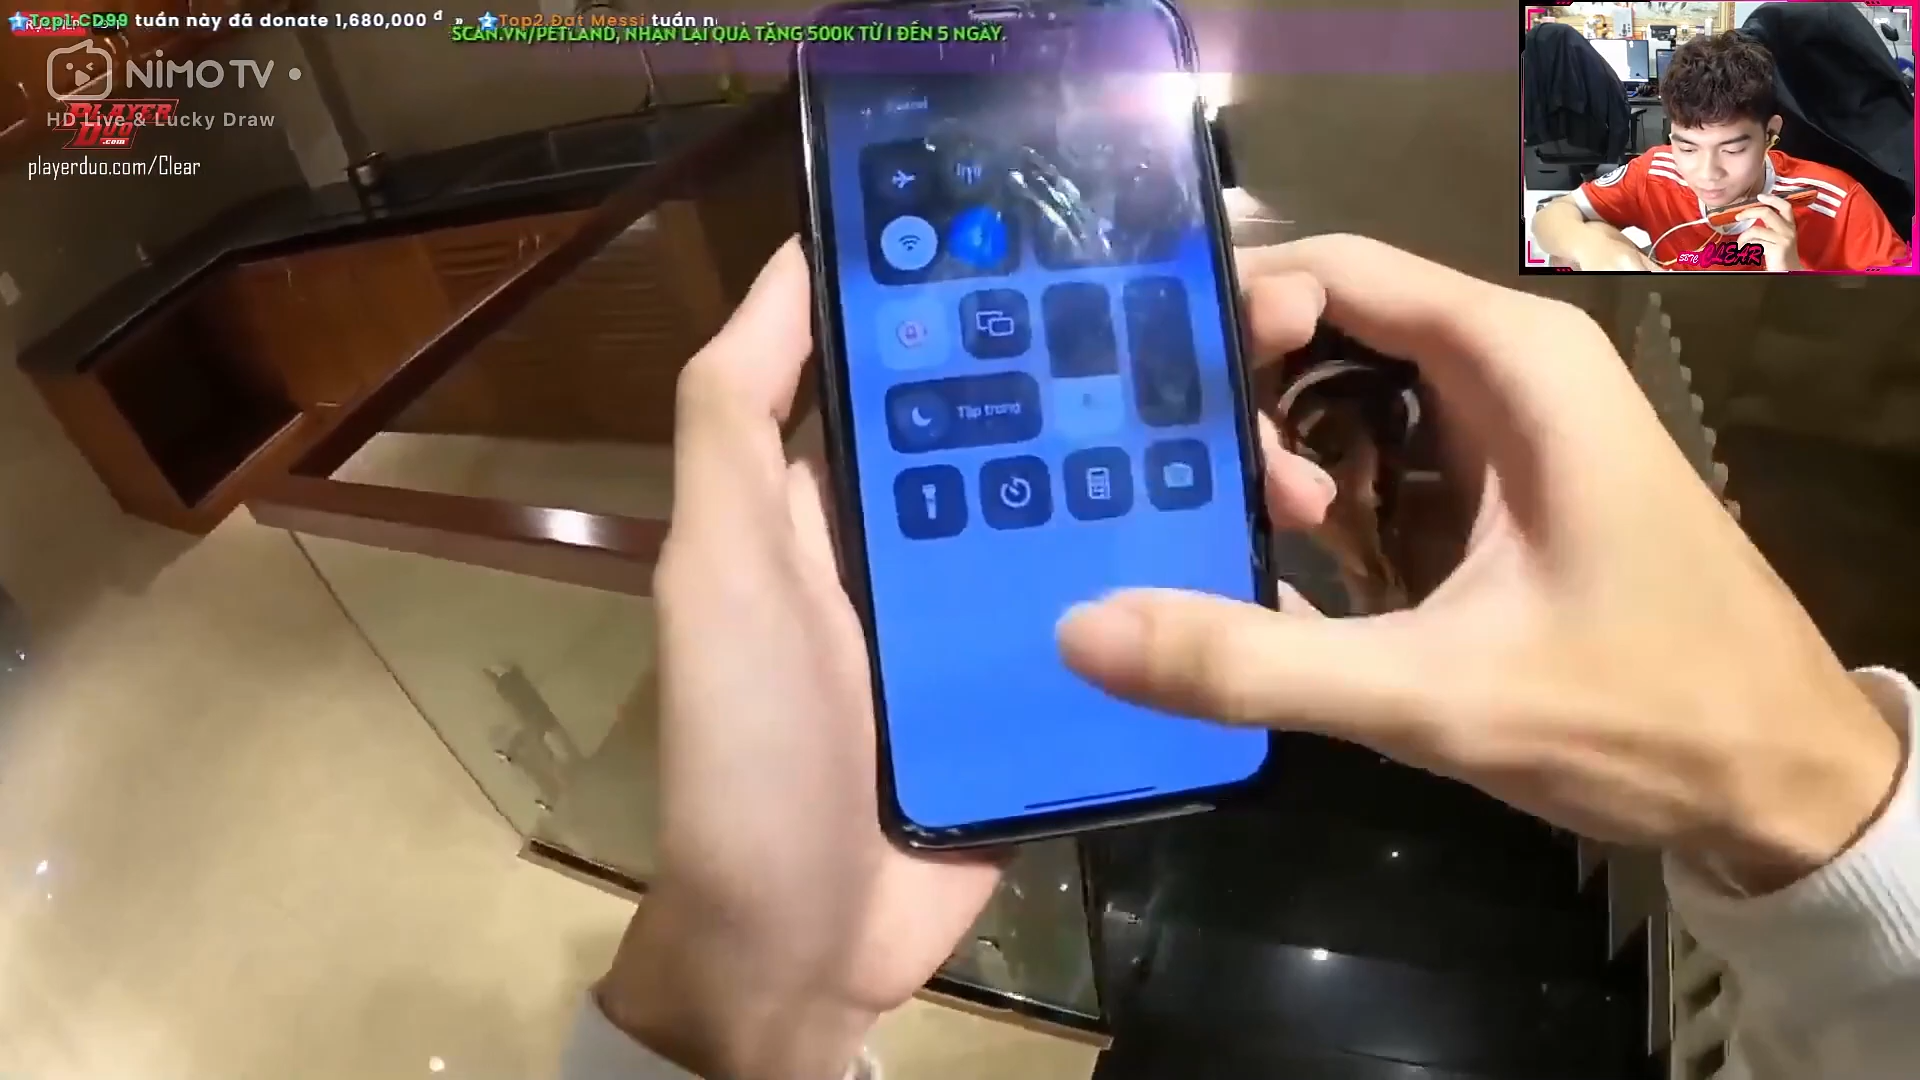 Top1.CD99 tuần này đã donate 1,680,000 ₫ » Top2.Đạt Messi tuần n
SCAN.VN/PETLAND, NHẬN LẠI QUÀ TẶNG 500K TỪ 1 ĐẾN 5 NGÀY.
NIMO TV
PLAYER
DUO
.com
HD Live & Lucky Draw
playerduo.com/Clear
SBTC CLEAR
Tập trung